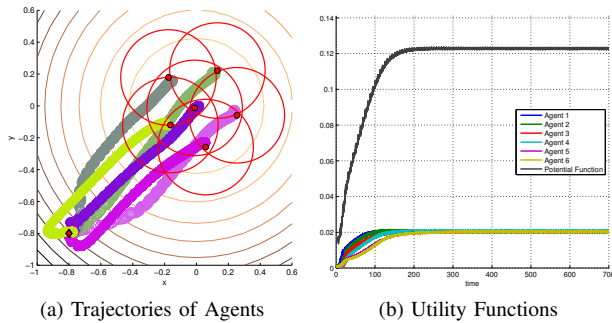 0.6
0.4
0.2
0
-0.2
-0.4
-0.6
-0.8
-1
y
-1 -0.8 -0.6 -0.4 -0.2 0 0.2 0.4 0.6
x
(a) Trajectories of Agents
0.14
0.12
0.1
0.08
0.06
0.04
0.02
0
0 100 200 300 400 500 600 700
time
Agent 1
Agent 2
Agent 3
Agent 4
Agent 5
Agent 6
Potential Function
(b) Utility Functions